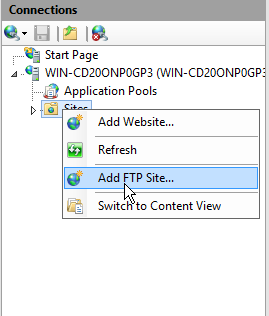 Connections
Start Page
WIN-CD20ONP0GP3 (WIN-CD20ONP0GP3
Application Pools
Sites
Add Website...
Refresh
Add FTP Site...
Switch to Content View